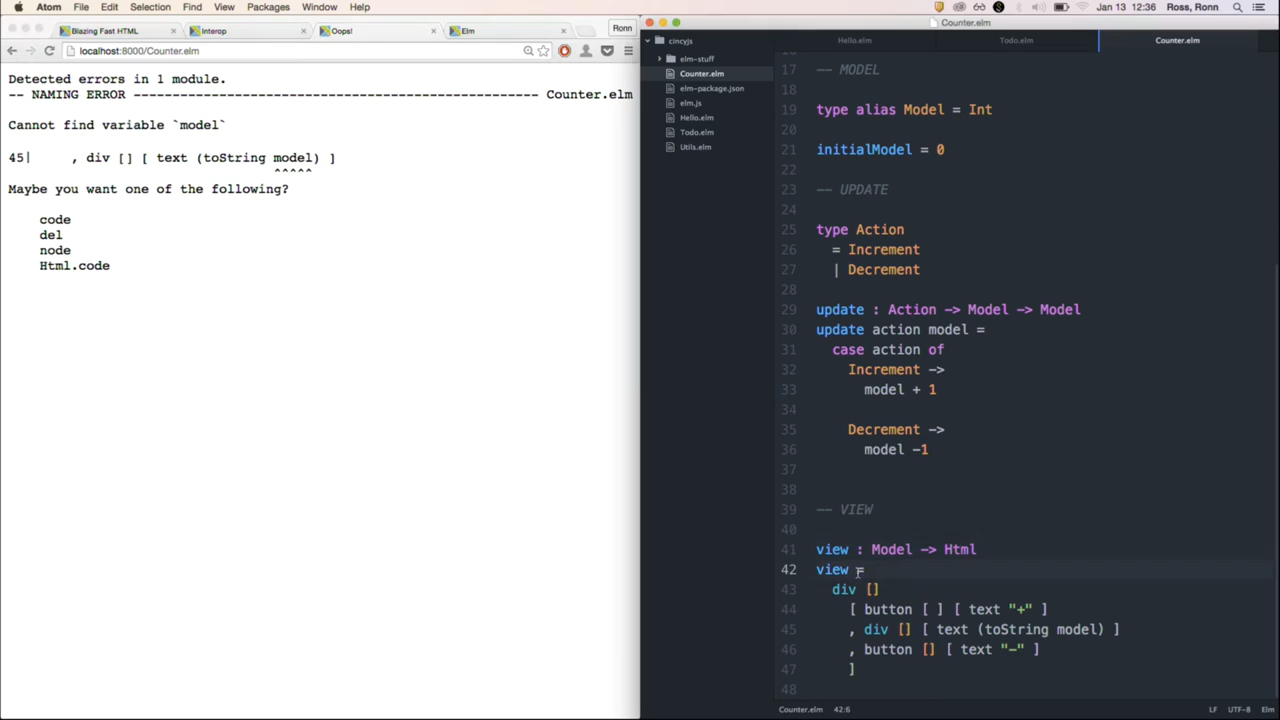 Atom File Edit View Selection Find Packages Window Help Jan 13 12:36 Ross, Ronn
Blazing Fast HTML Interop Oops! Elm Ronn
localhost:8000/Counter.elm
Detected errors in 1 module.
-- NAMING ERROR ---------------------------------------------------- Counter.elm
Cannot find variable `model`
45| , div [] [ text (toString model) ]
^^^^^
Maybe you want one of the following?
code
del
node
Html.code
Counter.elm
cincyjs
elm-stuff
Counter.elm
elm-package.json
elm.js
Hello.elm
Todo.elm
Utils.elm
Hello.elm Todo.elm Counter.elm
17 -- MODEL
18
19 type alias Model = Int
20
21 initialModel = 0
22
23 -- UPDATE
24
25 type Action
26 = Increment
27 | Decrement
28
29 update : Action -> Model -> Model
30 update action model =
31 case action of
32 Increment ->
33 model + 1
34
35 Decrement ->
36 model -1
37
38
39 -- VIEW
40
41 view : Model -> Html
42 view =
43 div []
44 [ button [ ] [ text "+" ]
45 , div [] [ text (toString model) ]
46 , button [] [ text "-" ]
47 ]
48
Counter.elm 42:6 LF UTF-8 Elm